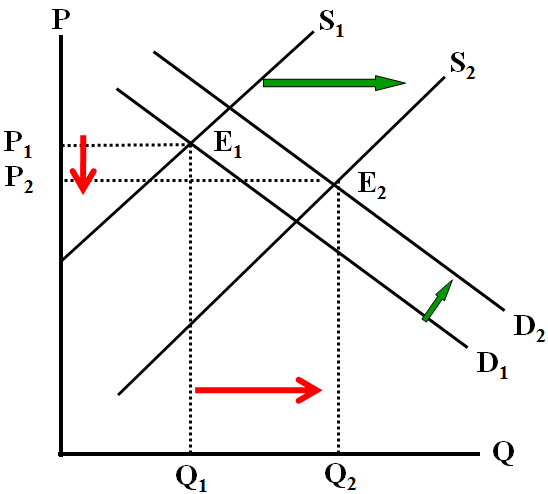 P
S₁
S₂
P₁
E₁
P₂
E₂
D₂
D₁
Q
Q₁
Q₂